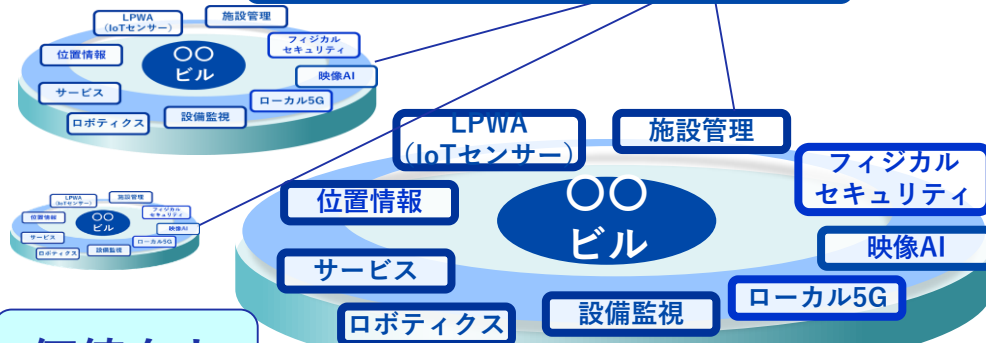 LPWA
(IoTセンサー)
施設管理
フィジカル
セキュリティ
位置情報
〇〇
ビル
映像AI
サービス
ローカル5G
ロボティクス
設備監視
LPWA
(IoTセンサー)
施設管理
フィジカル
セキュリティ
位置情報
〇〇
ビル
映像AI
サービス
ローカル5G
ロボティクス
設備監視
LPWA
(IoTセンサー)
施設管理
フィジカル
セキュリティ
位置情報
〇〇
ビル
映像AI
サービス
ローカル5G
ロボティクス
設備監視